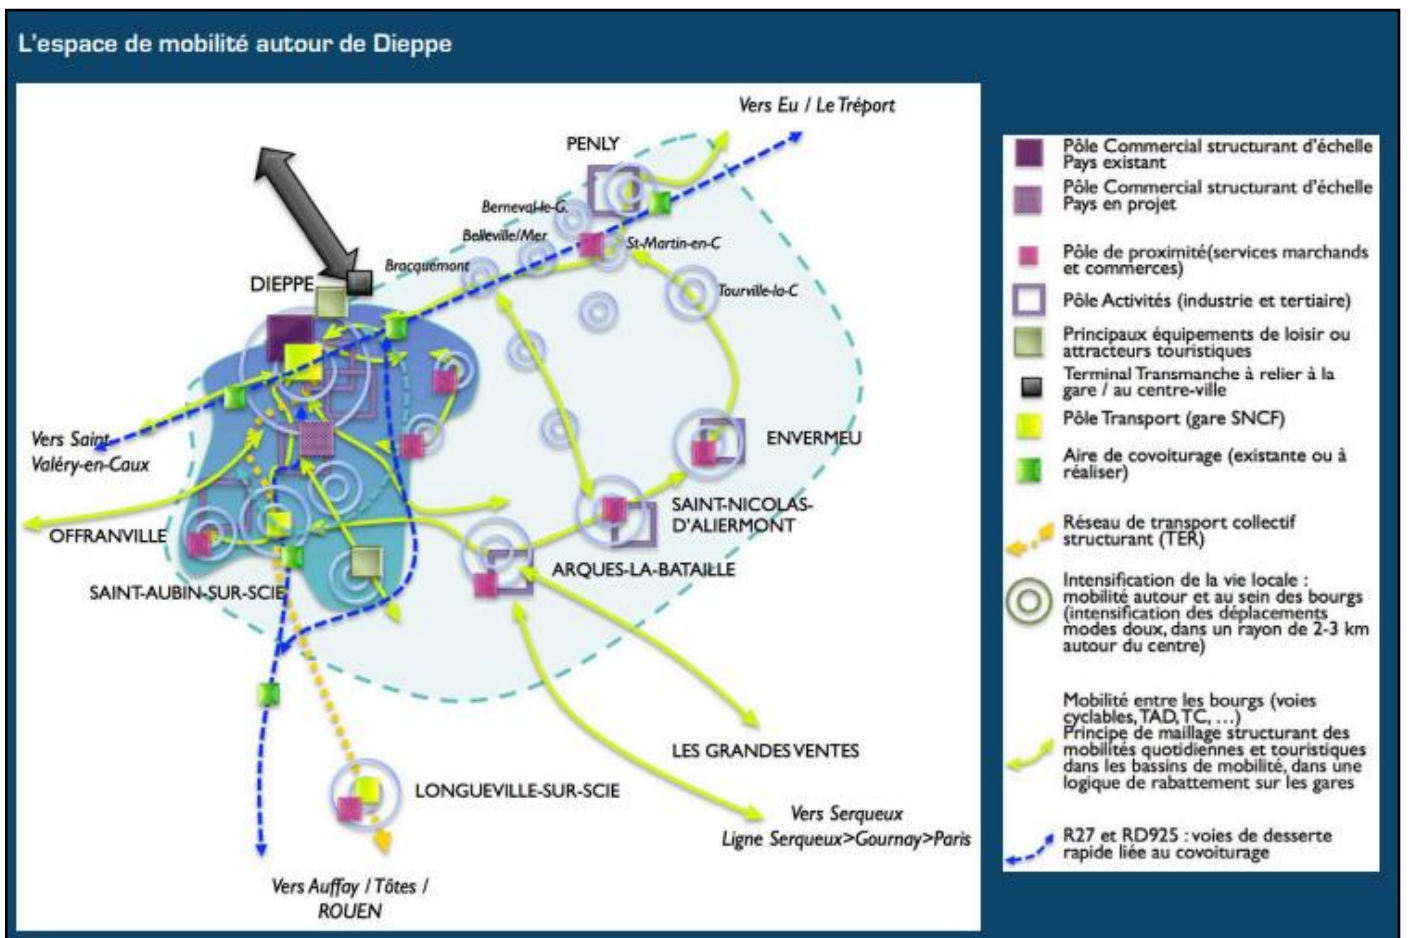 L'espace de mobilité autour de Dieppe
Vers Eu / Le Tréport
PENLY
Berneval-le-G.
Belleville/Mer
St-Martin-en-C
Bracquemont
DIEPPE
Tourville-la-C
Vers Saint
Valéry-en-Caux
ENVERMEU
SAINT-NICOLAS-
D'ALIERMONT
OFFRANVILLE
ARQUES-LA-BATAILLE
SAINT-AUBIN-SUR-SCIE
LES GRANDES VENTES
LONGUEVILLE-SUR-SCIE
Vers Serqueux
Ligne Serqueux>Gournay>Paris
Vers Auffay / Tôtes /
ROUEN
Pôle Commercial structurant d'échelle
Pays existant
Pôle Commercial structurant d'échelle
Pays en projet
Pôle de proximité(services marchands
et commerces)
Pôle Activités (industrie et tertiaire)
Principaux équipements de loisir ou
attracteurs touristiques
Terminal Transmanche à relier à la
gare / au centre-ville
Pôle Transport (gare SNCF)
Aire de covoiturage (existante ou à
réaliser)
Réseau de transport collectif
structurant (TER)
Intensification de la vie locale :
mobilité autour et au sein des bourgs
(intensification des déplacements
modes doux, dans un rayon de 2-3 km
autour du centre)
Mobilité entre les bourgs (voies
cyclables, TAD, TC, ...)
Principe de maillage structurant des
mobilités quotidiennes et touristiques
dans les bassins de mobilité, dans une
logique de rabattement sur les gares
R27 et RD925 : voies de desserte
rapide liée au covoiturage